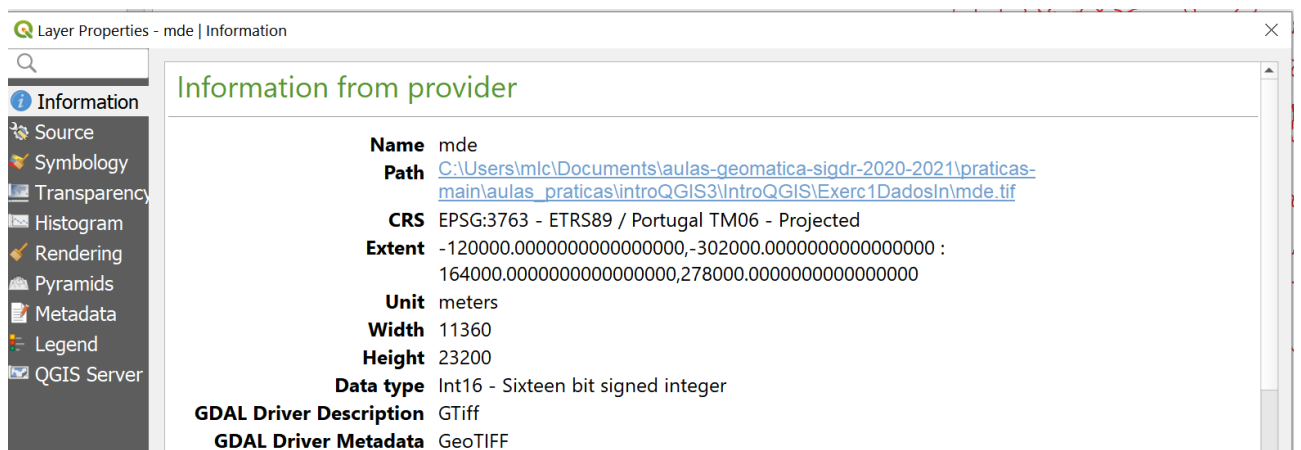 Layer Properties - mde | Information
Information
Source
Symbology
Transparency
Histogram
Rendering
Pyramids
Metadata
Legend
QGIS Server
Information from provider
Name mde
Path C:\Users\mlc\Documents\aulas-geomatica-sigdr-2020-2021\praticas-
main\aulas_praticas\introQGIS3\IntroQGIS\Exerc1DadosIn\mde.tif
CRS EPSG:3763 - ETRS89 / Portugal TM06 - Projected
Extent -120000.0000000000000000,-302000.0000000000000000 :
164000.0000000000000000,278000.0000000000000000
Unit meters
Width 11360
Height 23200
Data type Int16 - Sixteen bit signed integer
GDAL Driver Description GTiff
GDAL Driver Metadata GeoTIFF